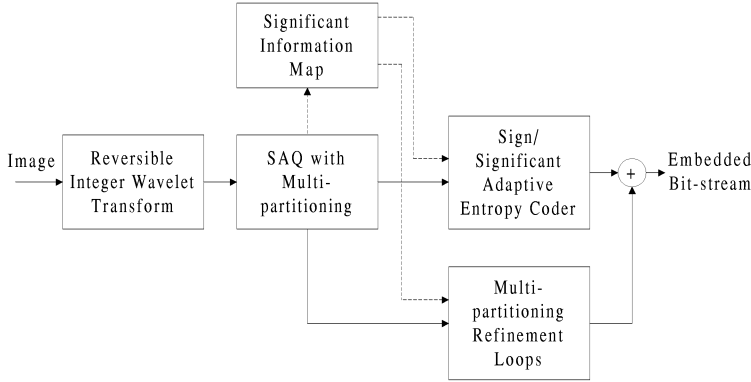 Significant
Information
Map
Image
Reversible
Integer Wavelet
Transform
SAQ with
Multi-
partitioning
Sign/
Significant
Adaptive
Entropy Coder
+
Embedded
Bit-stream
Multi-
partitioning
Refinement
Loops